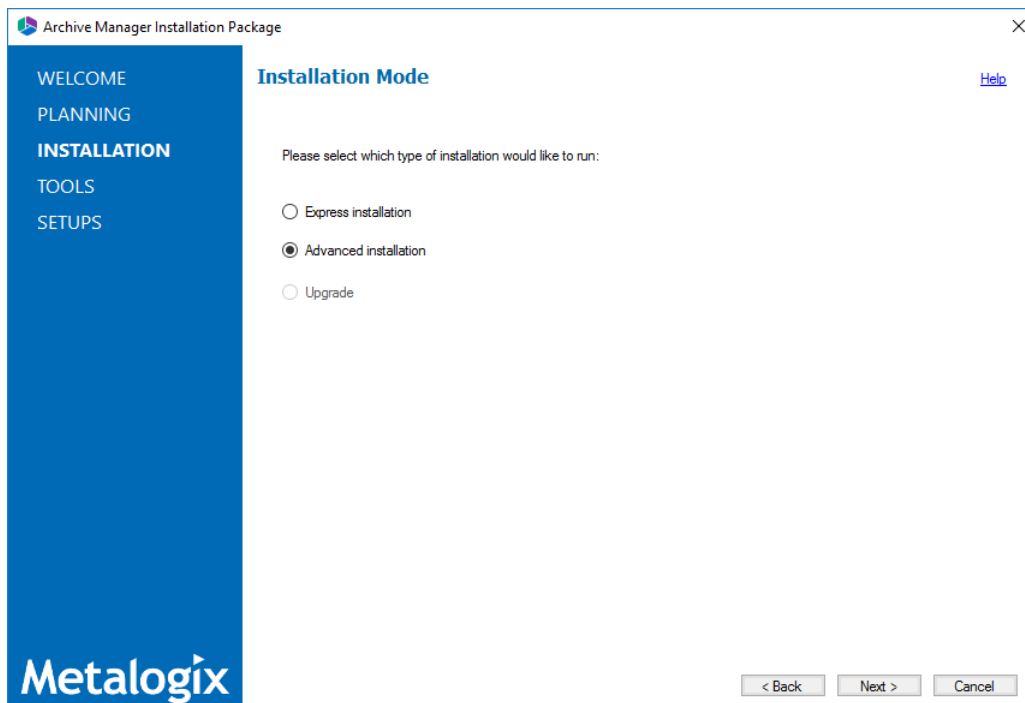 Archive Manager Installation Package
WELCOME
PLANNING
INSTALLATION
TOOLS
SETUPS
Installation Mode
Help
Please select which type of installation would like to run:
Express installation
Advanced installation
Upgrade
Metalogix
< Back
Next >
Cancel